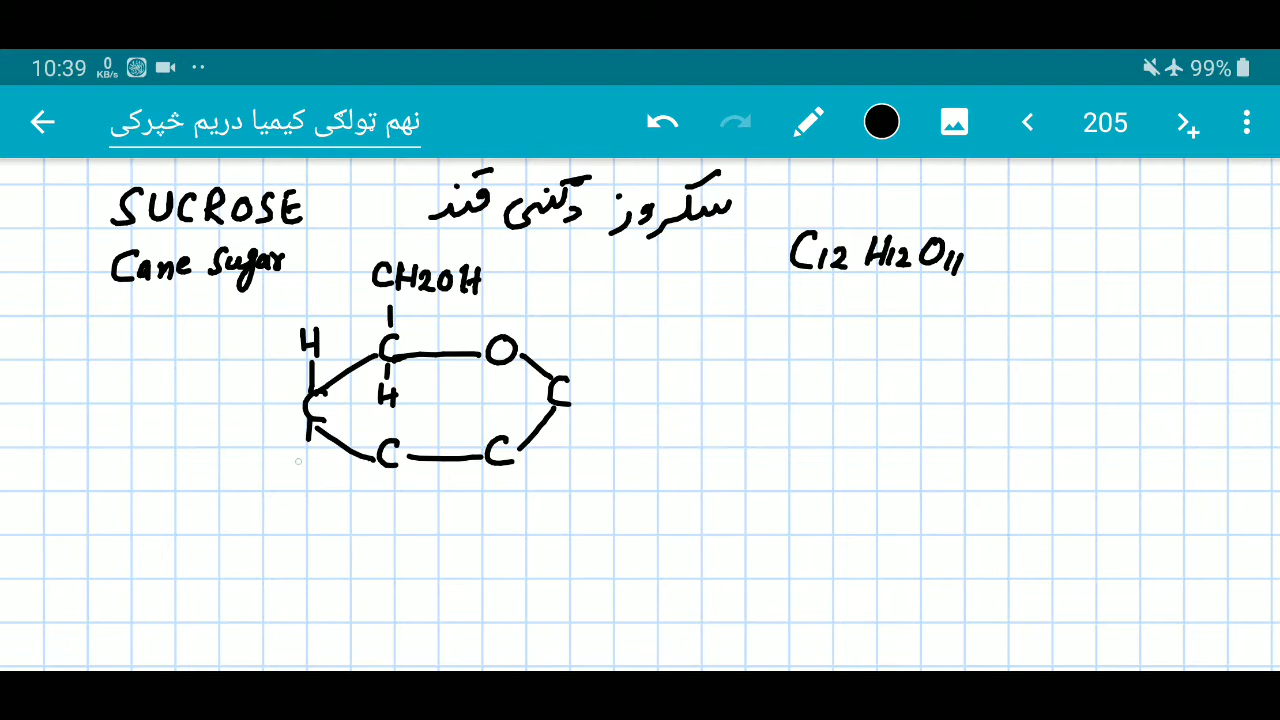 10:39 0 KB/s 99%
نهم ټولګی کیمیا دریم څپرکی 205
SUCROSE سکروز دګنی قند
Cane Sugar C12 H12 O11
CH2OH
H C O
C H C
C C